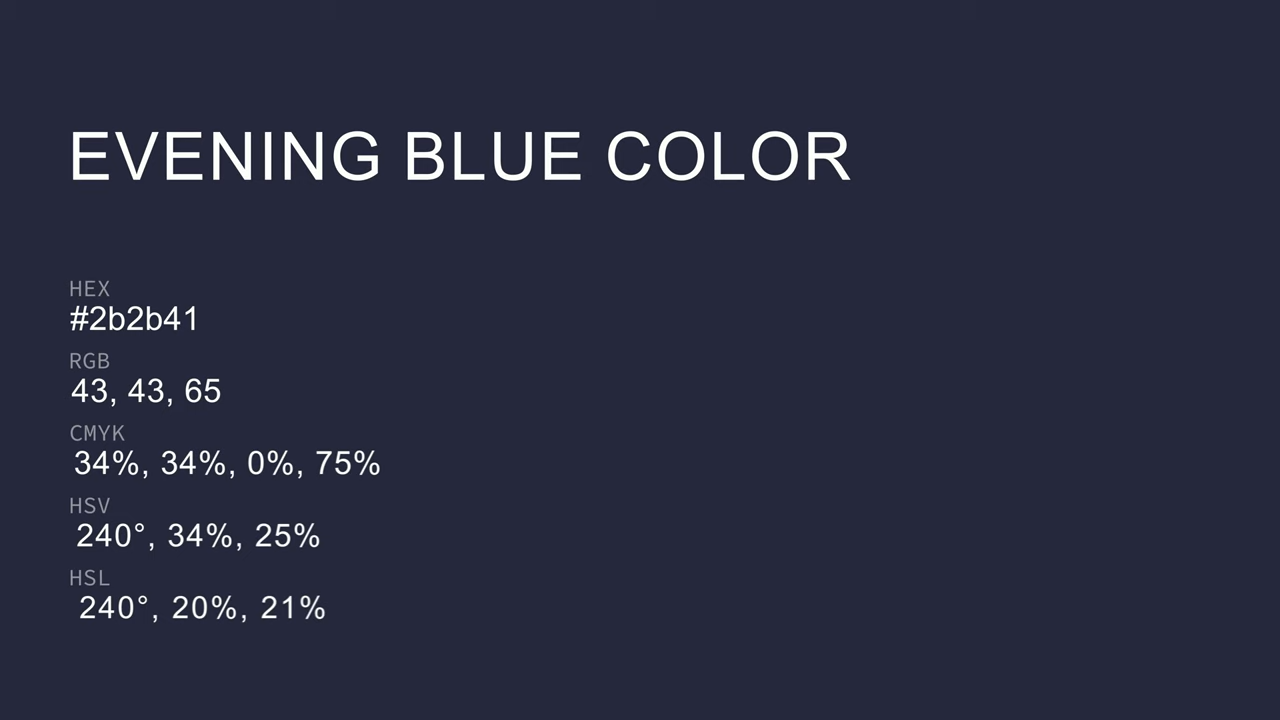 EVENING BLUE COLOR
HEX
#2b2b41
RGB
43, 43, 65
CMYK
34%, 34%, 0%, 75%
HSV
240°, 34%, 25%
HSL
240°, 20%, 21%